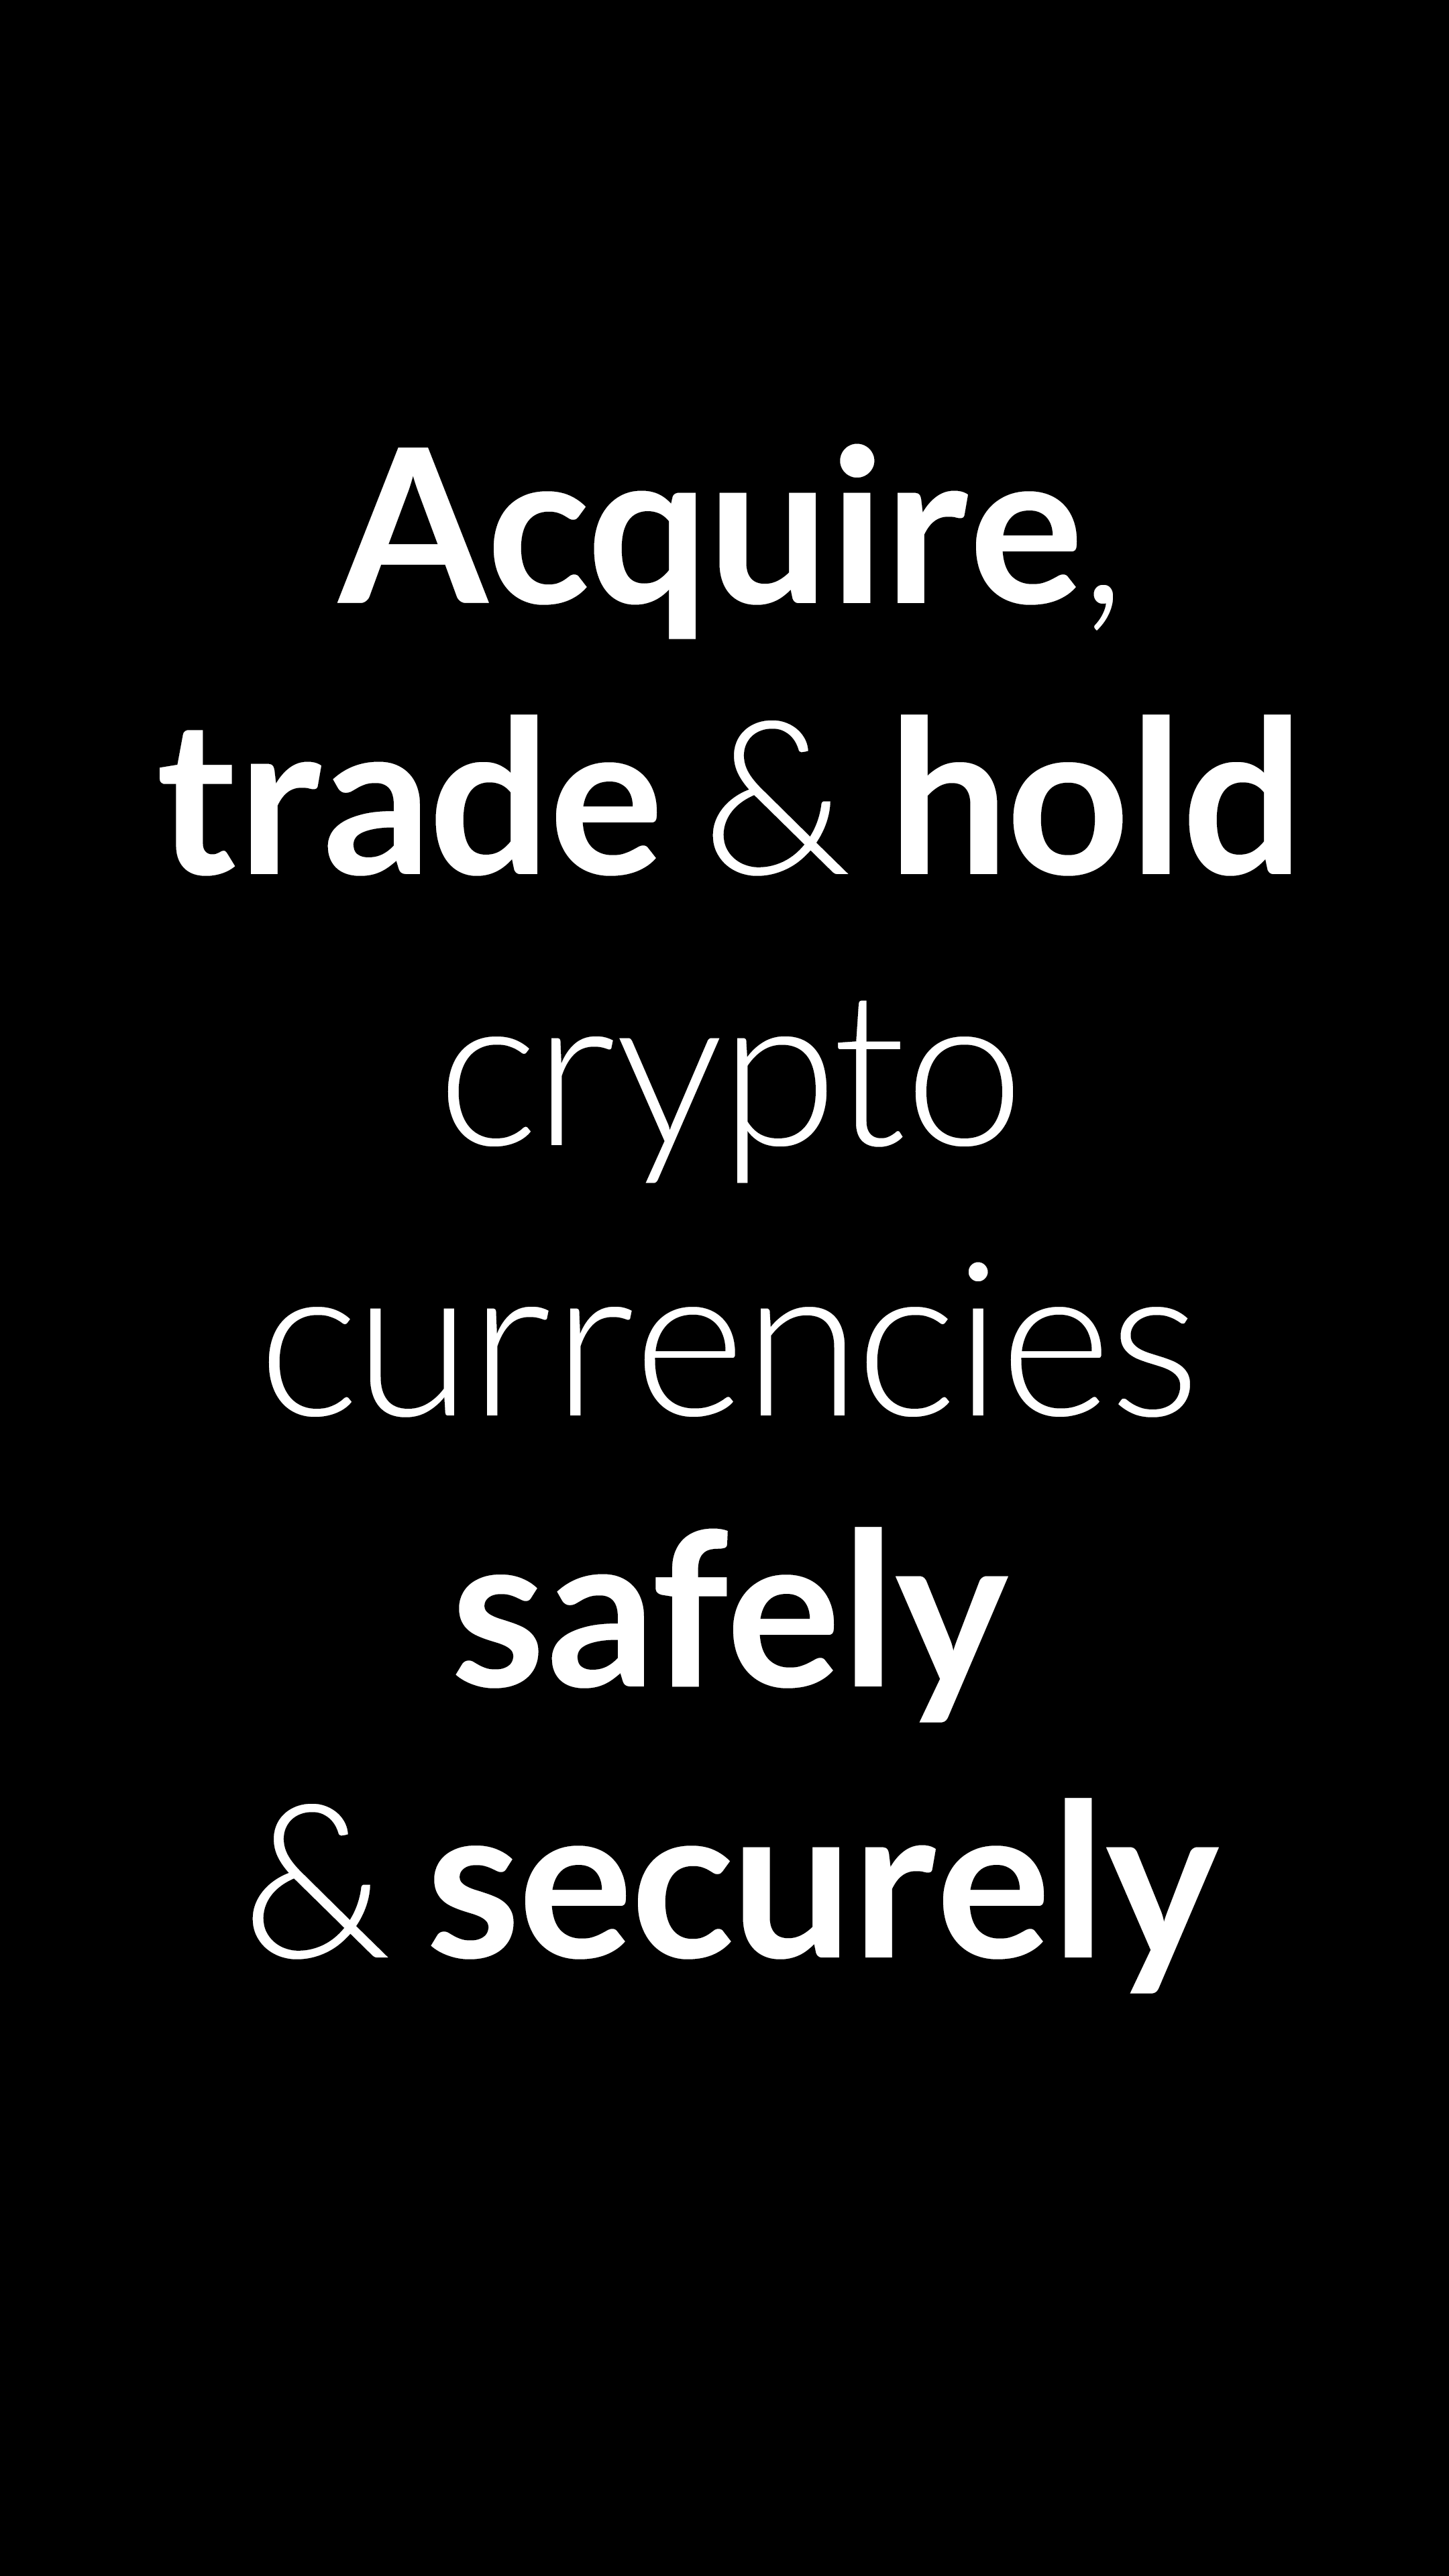 Acquire,
trade & hold
crypto
currencies
safely
& securely